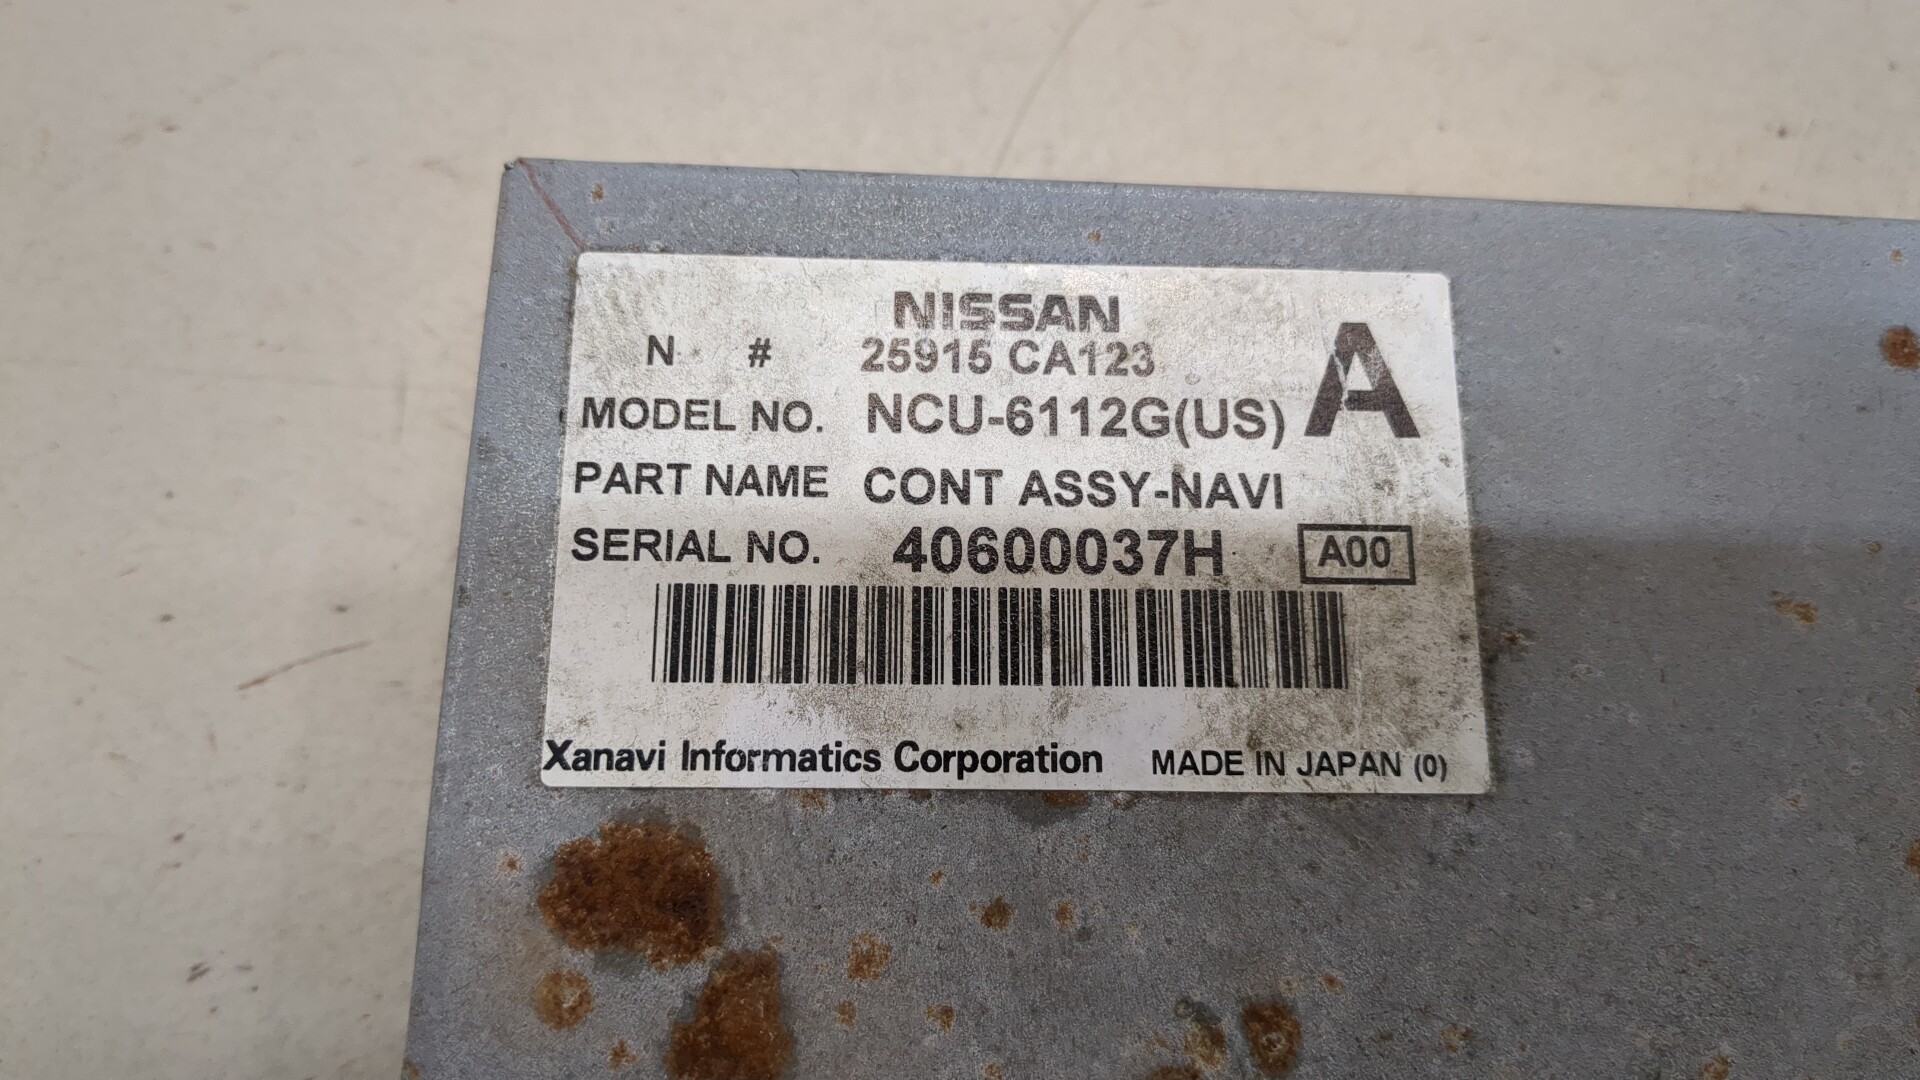 NISSAN
N # 25915 CA123
A
MODEL NO. NCU-6112G(US)
PART NAME CONT ASSY-NAVI
SERIAL NO. 40600037H A00
Xanavi Informatics Corporation MADE IN JAPAN (0)